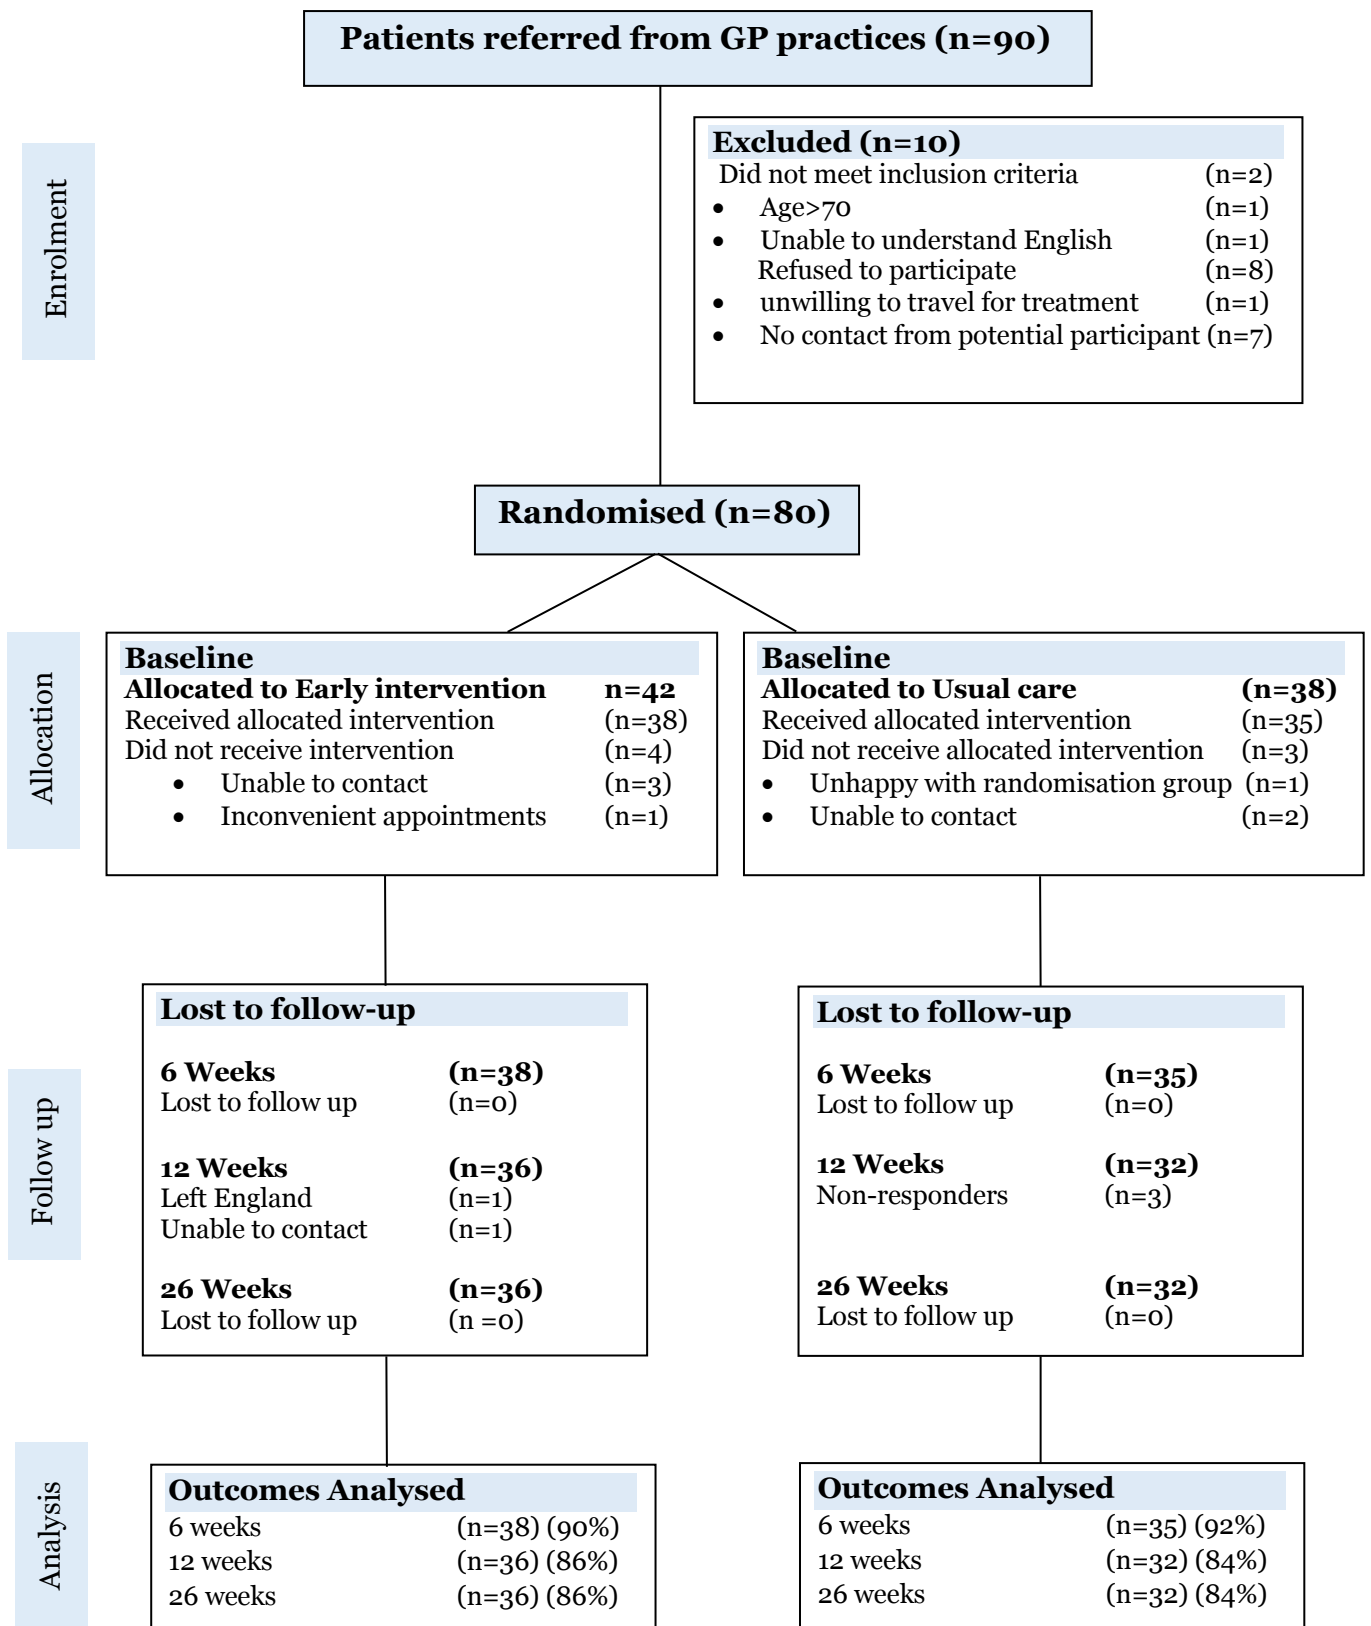 Patients referred from GP practices (n=90)
Enrolment
Excluded (n=10)
Did not meet inclusion criteria (n=2)
• Age>70 (n=1)
• Unable to understand English (n=1)
Refused to participate (n=8)
• unwilling to travel for treatment (n=1)
• No contact from potential participant (n=7)
Randomised (n=80)
Allocation
Baseline
Allocated to Early intervention n=42
Received allocated intervention (n=38)
Did not receive intervention (n=4)
• Unable to contact (n=3)
• Inconvenient appointments (n=1)
Baseline
Allocated to Usual care (n=38)
Received allocated intervention (n=35)
Did not receive allocated intervention (n=3)
• Unhappy with randomisation group (n=1)
• Unable to contact (n=2)
Follow up
Lost to follow-up
6 Weeks (n=38)
Lost to follow up (n=0)
12 Weeks (n=36)
Left England (n=1)
Unable to contact (n=1)
26 Weeks (n=36)
Lost to follow up (n =0)
Lost to follow-up
6 Weeks (n=35)
Lost to follow up (n=0)
12 Weeks (n=32)
Non-responders (n=3)
26 Weeks (n=32)
Lost to follow up (n=0)
Analysis
Outcomes Analysed
6 weeks (n=38) (90%)
12 weeks (n=36) (86%)
26 weeks (n=36) (86%)
Outcomes Analysed
6 weeks (n=35) (92%)
12 weeks (n=32) (84%)
26 weeks (n=32) (84%)